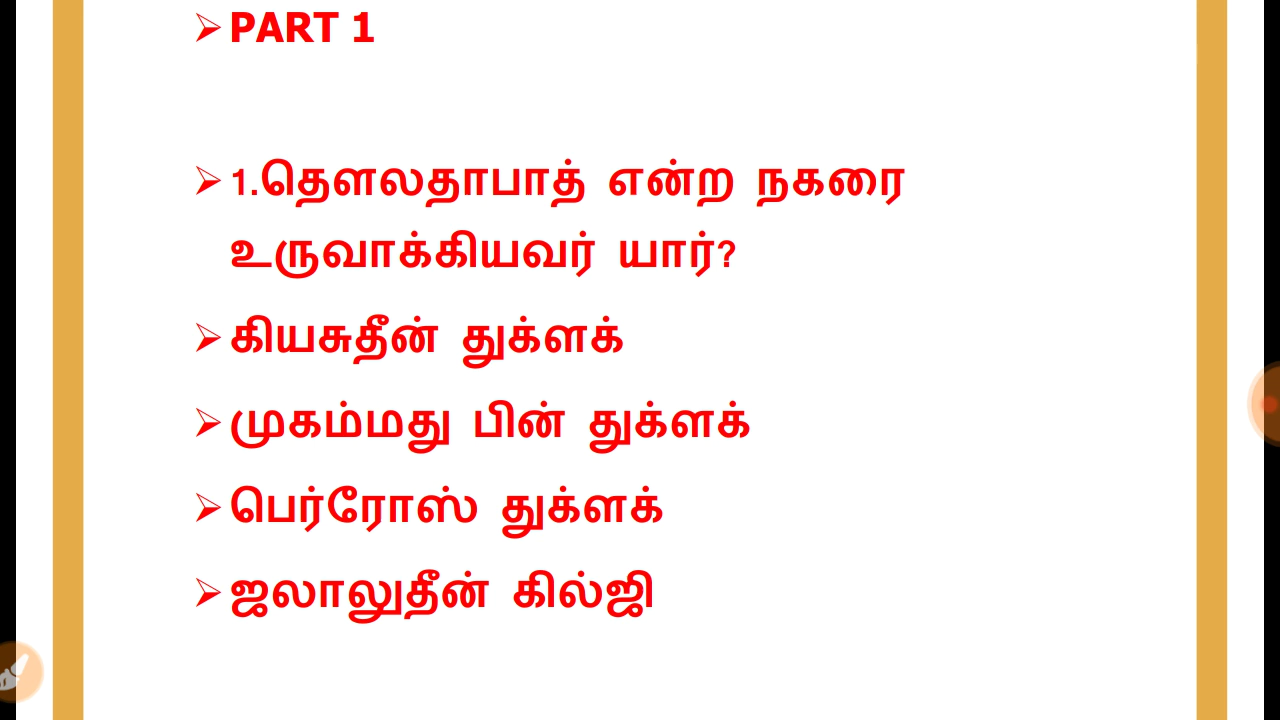 ➢ PART 1
➢ 1.தௌலதாபாத் என்ற நகரை
உருவாக்கியவர் யார்?
➢ கியசுதீன் துக்ளக்
➢ முகம்மது பின் துக்ளக்
➢ பெர்ரோஸ் துக்ளக்
➢ ஜலாலுதீன் கில்ஜி